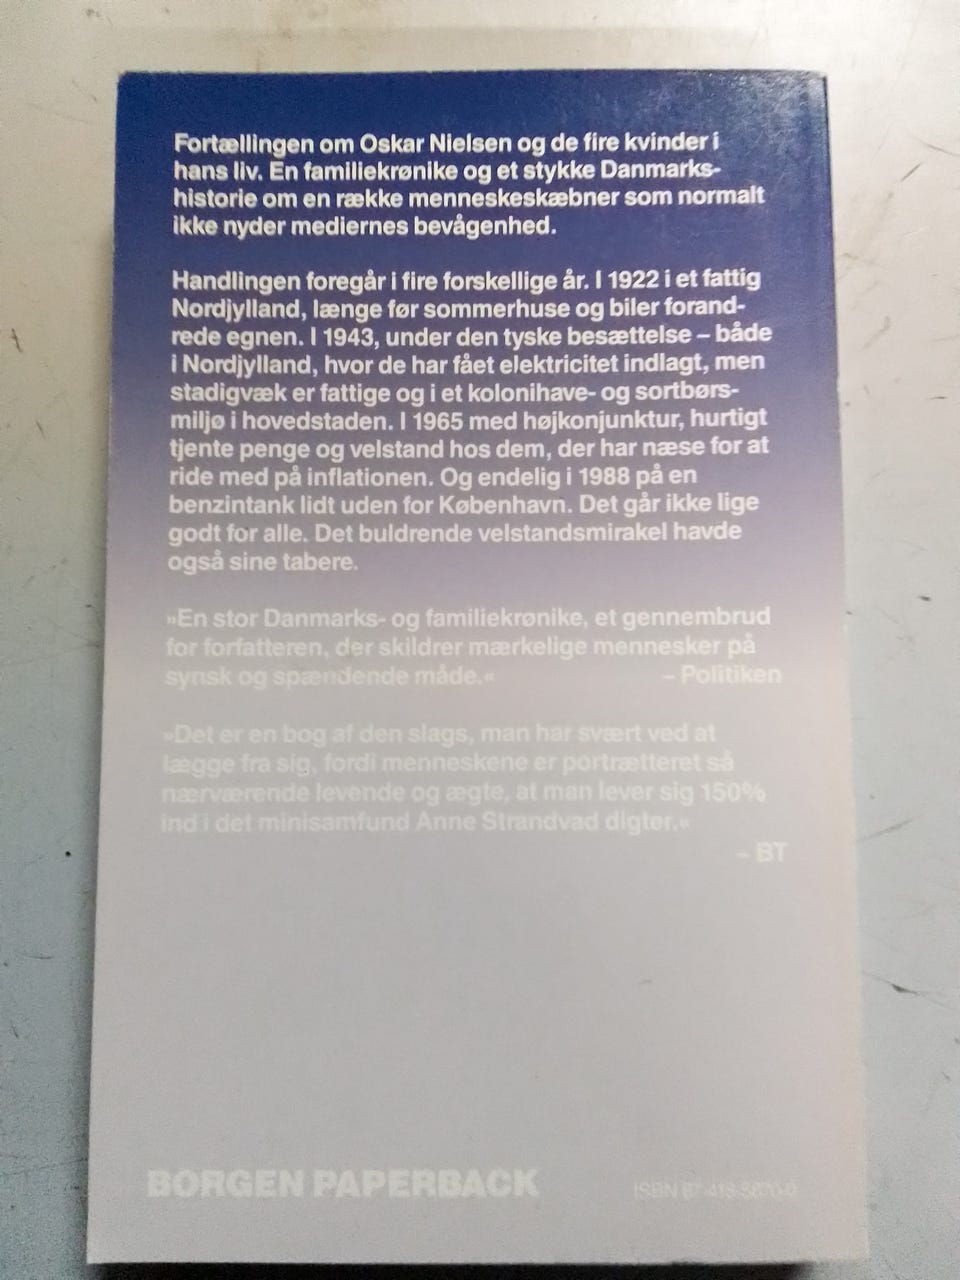 Fortællingen om Oskar Nielsen og de fire kvinder i
hans liv. En familiekrønike og et stykke Danmarks-
historie om en række menneskeskæbner som normalt
ikke nyder mediernes bevågenhed.
Handlingen foregår i fire forskellige år. I 1922 i et fattig
Nordjylland, længe før sommerhuse og biler forand-
rede egnen. I 1943, under den tyske besættelse – både
i Nordjylland, hvor de har fået elektricitet indlagt, men
stadigvæk er fattige og i et kolonihave- og sortbørs-
miljø i hovedstaden. I 1965 med højkonjunktur, hurtigt
tjente penge og velstand hos dem, der har næse for at
ride med på inflationen. Og endelig i 1988 på en
benzintank lidt uden for København. Det går ikke lige
godt for alle. Det buldrende velstandsmirakel havde
også sine tabere.
»En stor Danmarks- og familiekrønike, et gennembrud
for forfatteren, der skildrer mærkelige mennesker på
synsk og spændende måde.«
– Politiken
»Det er en bog af den slags, man har svært ved at
lægge fra sig, fordi menneskene er portrætteret så
nærværende levende og ægte, at man lever sig 150%
ind i det minisamfund Anne Strandvad digter.«
– BT
BORGEN PAPERBACK
ISBN